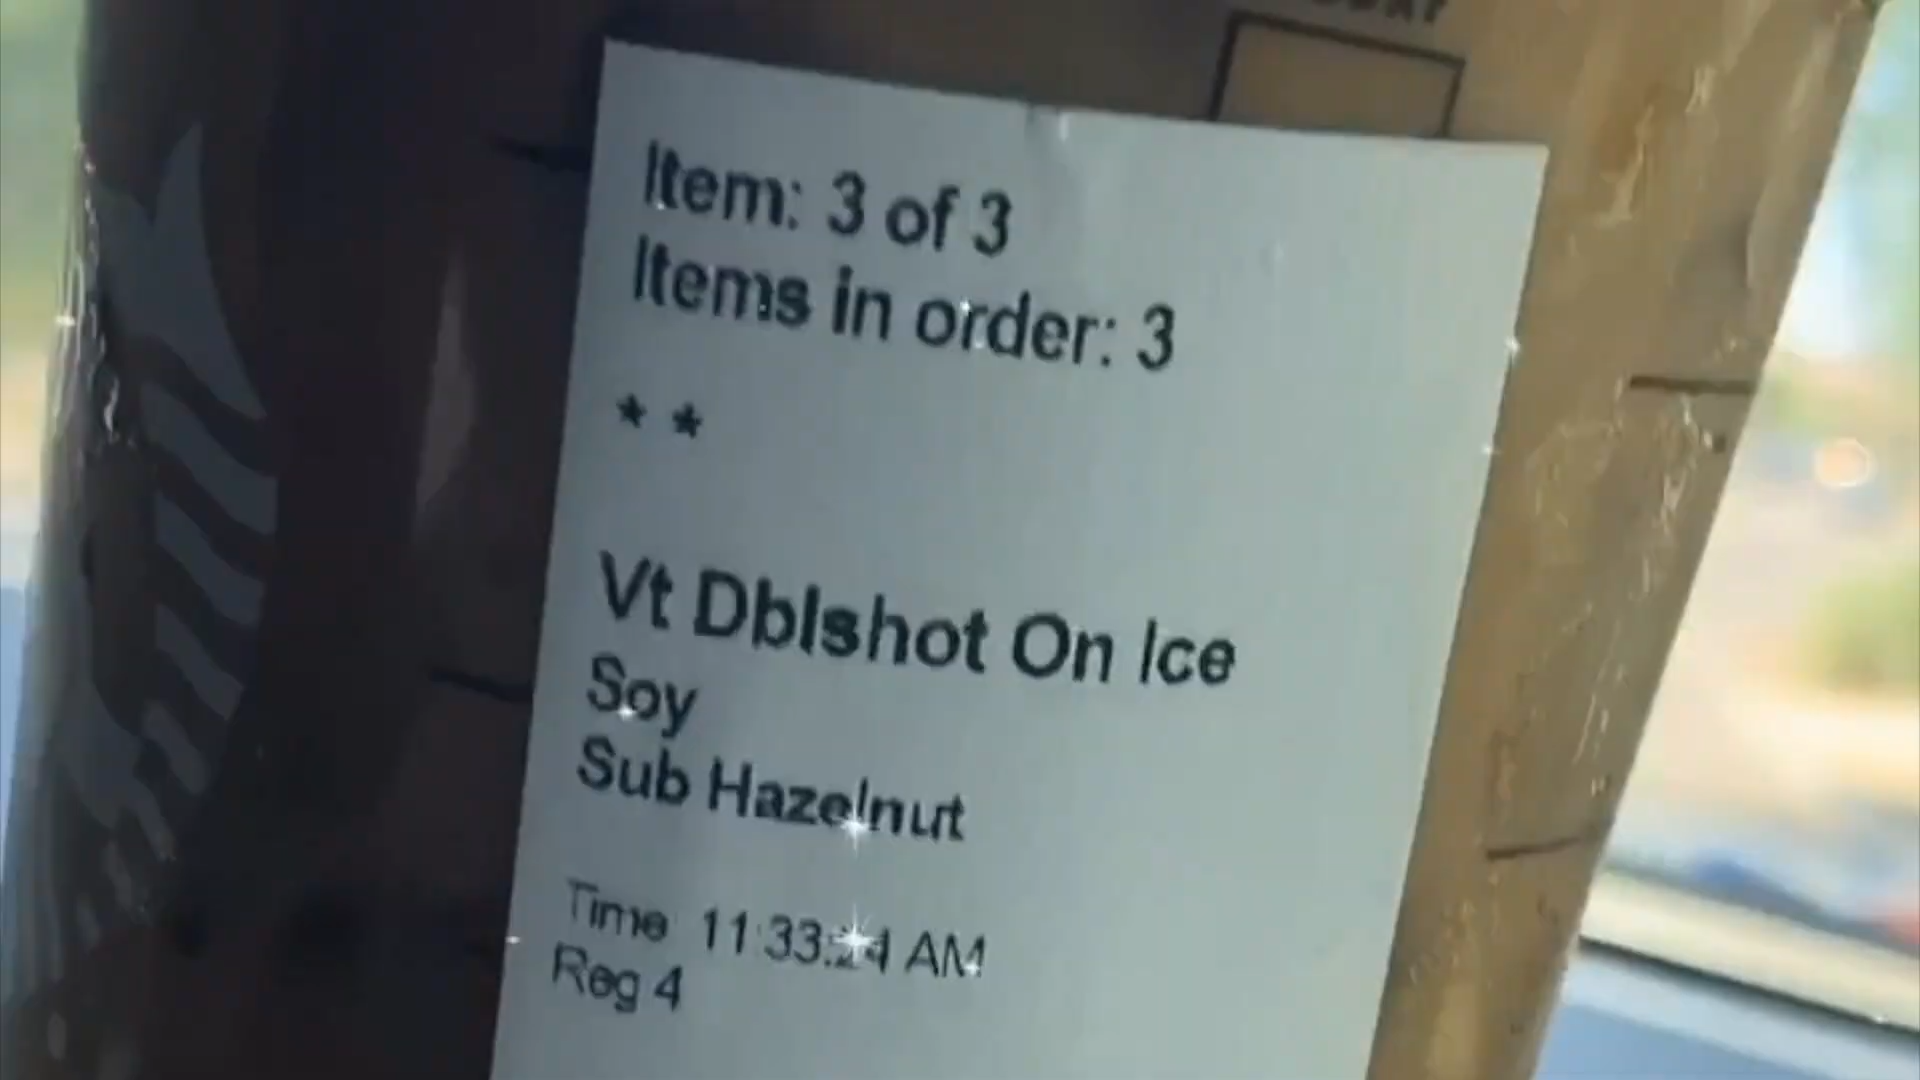 Item: 3 of 3
Items in order: 3
* *
Vt Dblshot On Ice
Soy
Sub Hazelnut
Time 11:33:24 AM
Reg 4